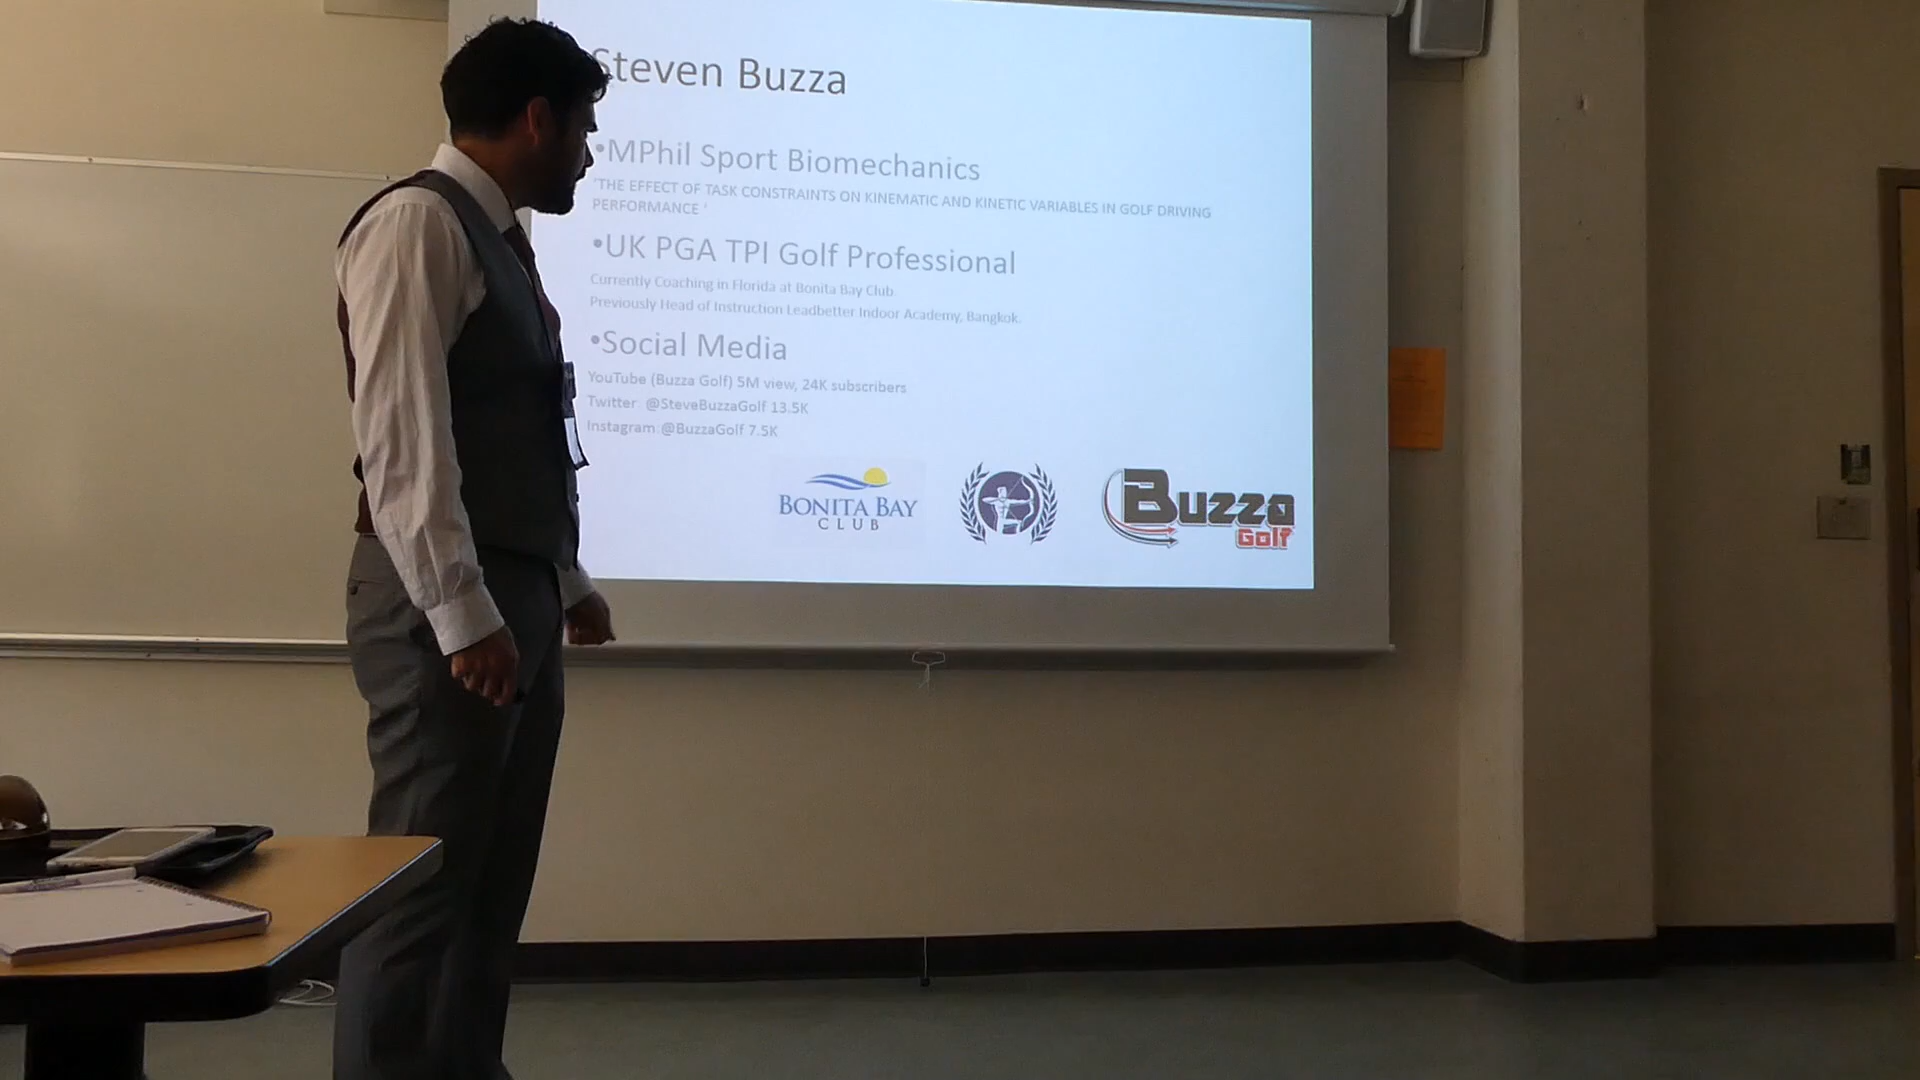 Steven Buzza
•MPhil Sport Biomechanics
'THE EFFECT OF TASK CONSTRAINTS ON KINEMATIC AND KINETIC VARIABLES IN GOLF DRIVING
PERFORMANCE '
•UK PGA TPI Golf Professional
Currently Coaching in Florida at Bonita Bay Club
Previously Head of Instruction Leadbetter Indoor Academy, Bangkok.
•Social Media
YouTube (Buzza Golf) 5M view, 24K subscribers
Twitter @SteveBuzzaGolf 13.5K
Instagram @BuzzaGolf 7.5K
BONITA BAY
CLUB
Buzza
Golf